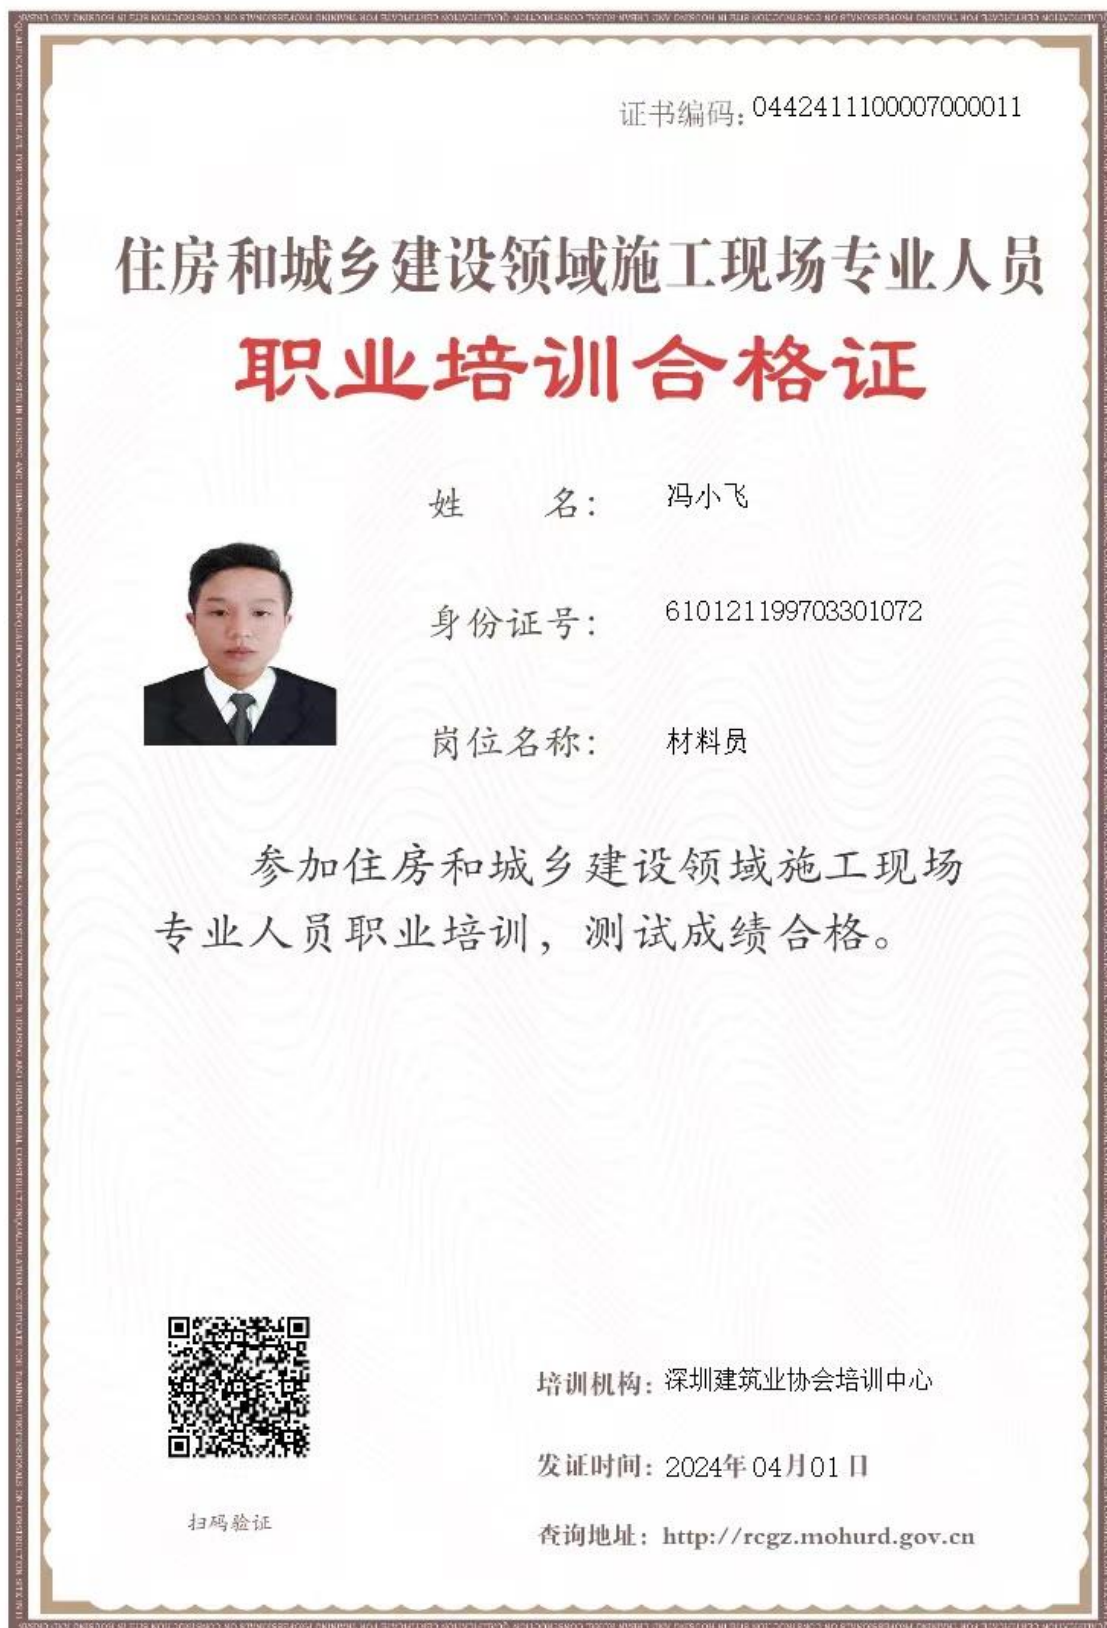 证书编码:0442411100007000011
住房和城乡建设领域施工现场专业人员
职业培训合格证
姓 名: 冯小飞
身份证号: 610121199703301072
岗位名称: 材料员
参加住房和城乡建设领域施工现场
专业人员职业培训，测试成绩合格。
培训机构: 深圳建筑业协会培训中心
发证时间: 2024年04月01日
扫码验证
查询地址: http://rcgz.mohurd.gov.cn